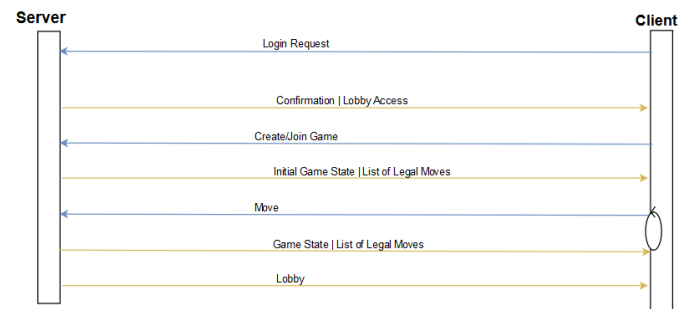 Server
Client
Login Request
Confirmation | Lobby Access
Create/Join Game
Initial Game State | List of Legal Moves
Move
Game State | List of Legal Moves
Lobby